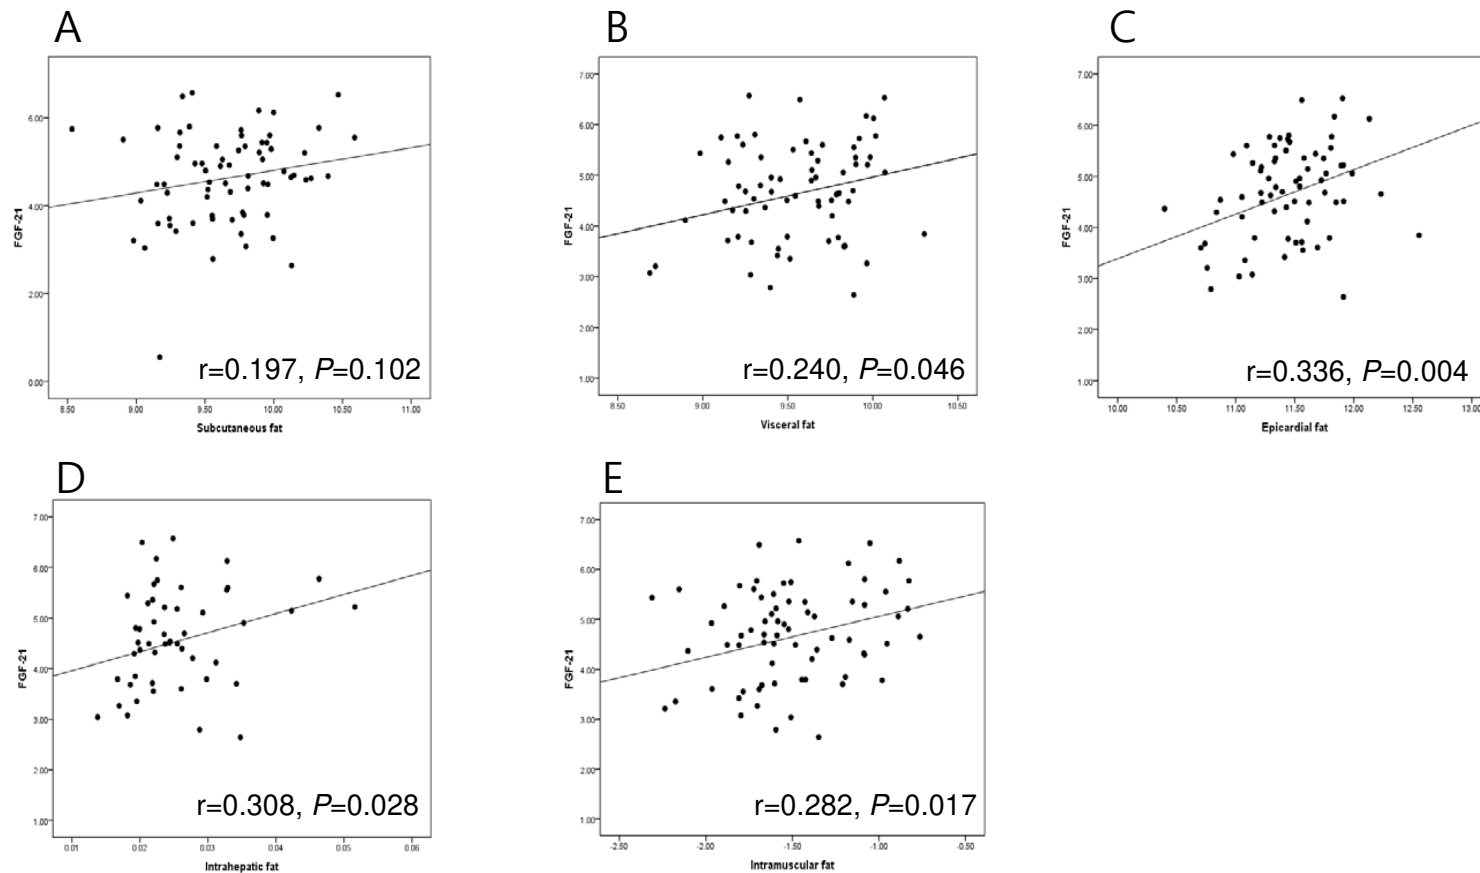 A
FGF-21
6.00
4.00
2.00
0.00
8.50 9.00 9.50 10.00 10.50 11.00
Subcutaneous fat
r=0.197, P=0.102
B
FGF-21
7.00
6.00
5.00
4.00
3.00
2.00
1.00
8.50 9.00 9.50 10.00 10.50
Visceral fat
r=0.240, P=0.046
C
FGF-21
7.00
6.00
5.00
4.00
3.00
2.00
1.00
10.00 10.50 11.00 11.50 12.00 12.50 13.00
Epicardial fat
r=0.336, P=0.004
D
FGF-21
7.00
6.00
5.00
4.00
3.00
2.00
1.00
0.01 0.02 0.03 0.04 0.05 0.06
Intrahepatic fat
r=0.308, P=0.028
E
FGF-21
7.00
6.00
5.00
4.00
3.00
2.00
1.00
-2.50 -2.00 -1.50 -1.00 -0.50
Intramuscular fat
r=0.282, P=0.017